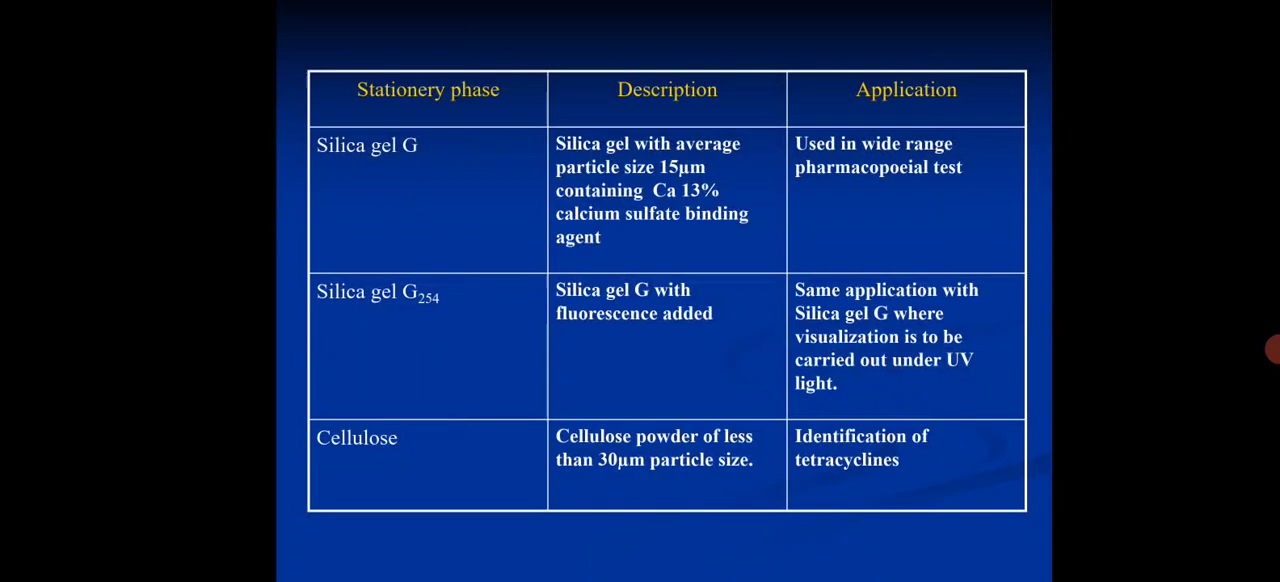 Stationery phase
Description
Application
Silica gel G
Silica gel with average
particle size 15μm
containing Ca 13%
calcium sulfate binding
agent
Used in wide range
pharmacopoeial test
Silica gel G254
Silica gel G with
fluorescence added
Same application with
Silica gel G where
visualization is to be
carried out under UV
light.
Cellulose
Cellulose powder of less
than 30μm particle size.
Identification of
tetracyclines